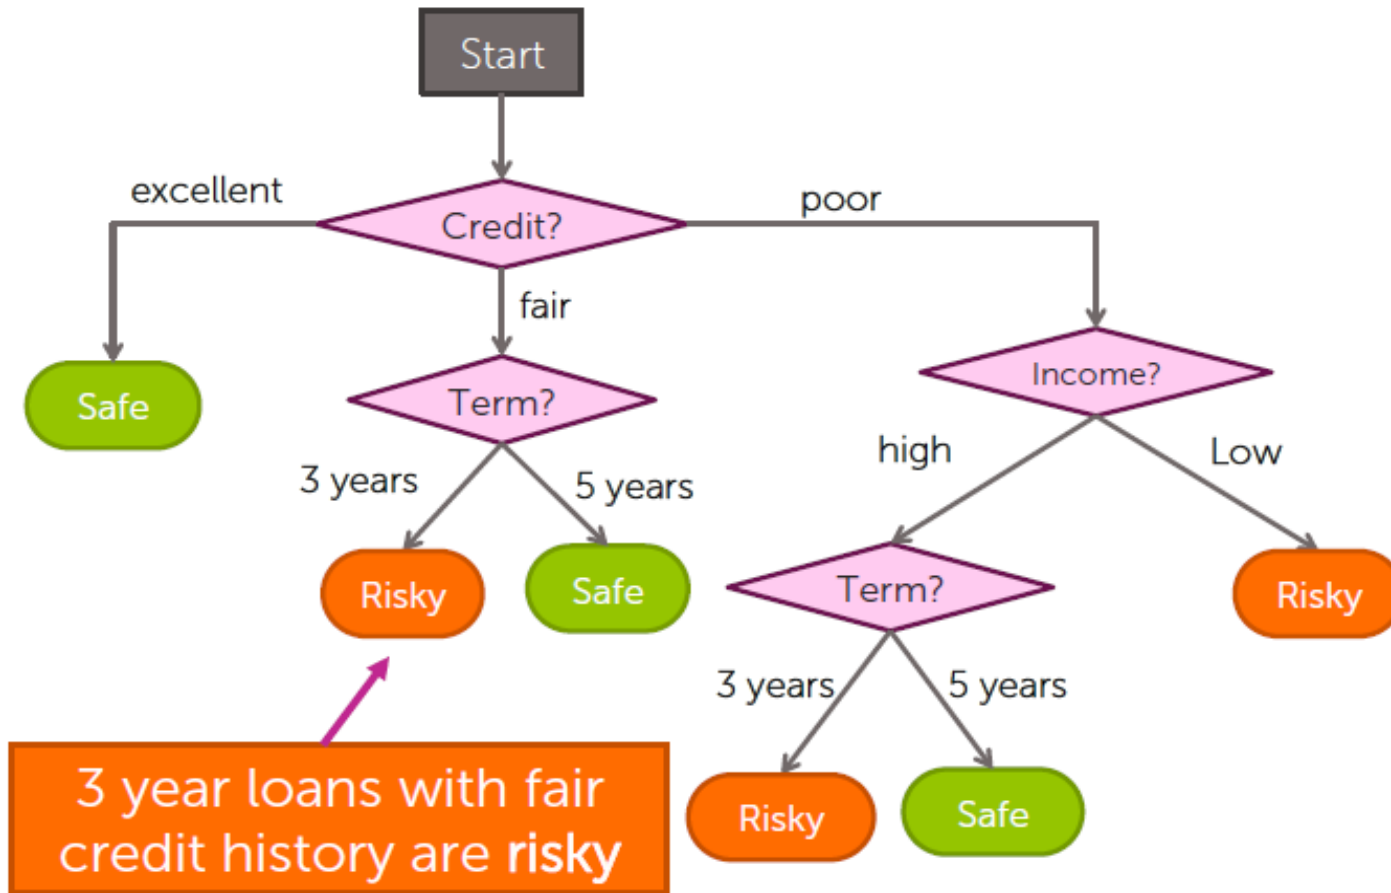 Start
excellent
Credit?
poor
fair
Safe
Term?
Income?
3 years
5 years
high
Low
Risky
Safe
Term?
Risky
3 years
5 years
3 year loans with fair
credit history are risky
Risky
Safe